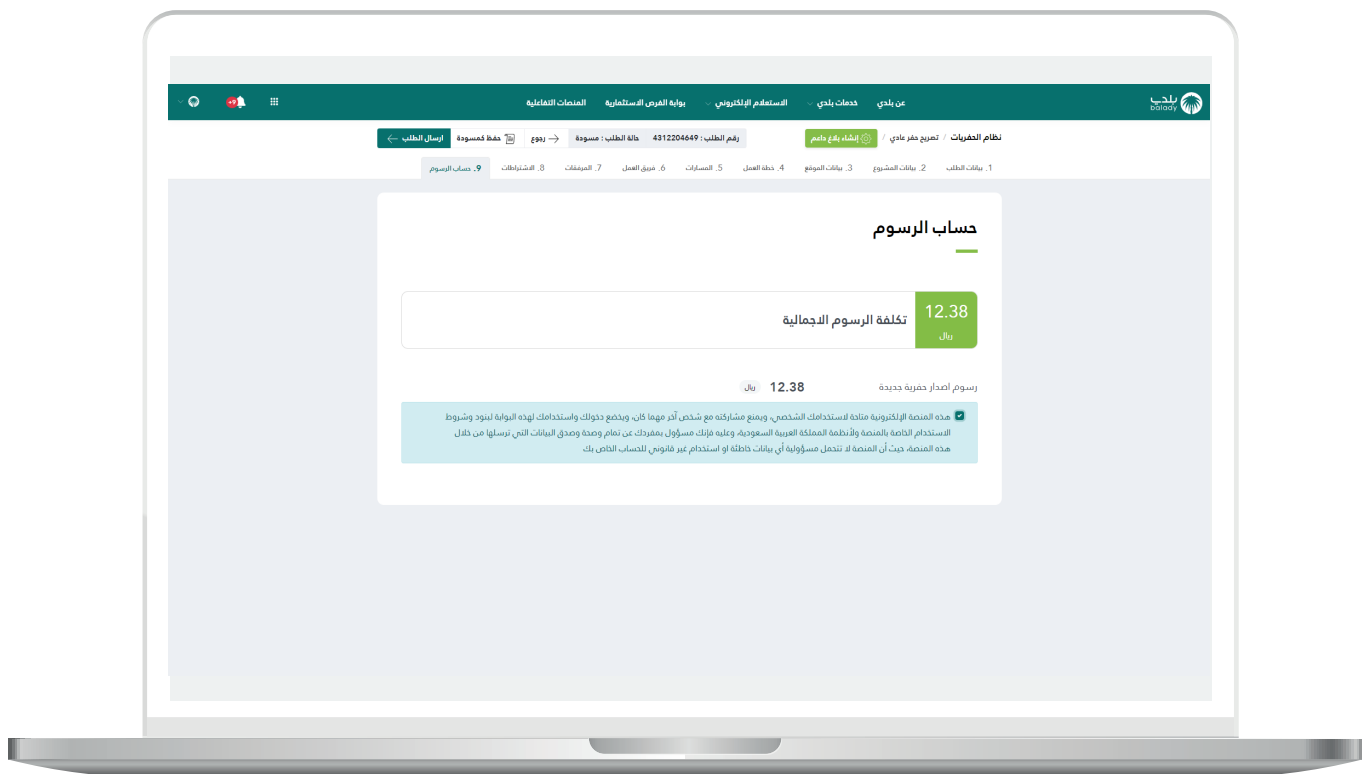 بلدي
balady
عن بلدي
خدمات بلدي
الاستعلام الإلكتروني
بوابة الفرص الاستثمارية
المنصات التفاعلية
+9
نظام الحفريات / تصريح حفر عادي /
إنشاء بلاغ داعم
رقم الطلب : 4312204649
حالة الطلب : مسودة
رجوع
حفظ كمسودة
ارسال الطلب
1. بيانات الطلب
2. بيانات المشروع
3. بيانات الموقع
4. خطة العمل
5. المسارات
6. فريق العمل
7. المرفقات
8. الاشتراطات
9. حساب الرسوم
حساب الرسوم
12.38
ريال
تكلفة الرسوم الاجمالية
رسوم اصدار حفرية جديدة
12.38 ريال
هذه المنصة الإلكترونية متاحة لاستخدامك الشخصي، ويمنع مشاركته مع شخص آخر مهما كان، ويخضع دخولك واستخدامك لهذه البوابة لبنود وشروط
الاستخدام الخاصة بالمنصة ولأنظمة المملكة العربية السعودية، وعليه فإنك مسؤول بمفردك عن تمام وصحة وصدق البيانات التي ترسلها من خلال
هذه المنصة، حيث أن المنصة لا تتحمل مسؤولية أي بيانات خاطئة او استخدام غير قانوني للحساب الخاص بك